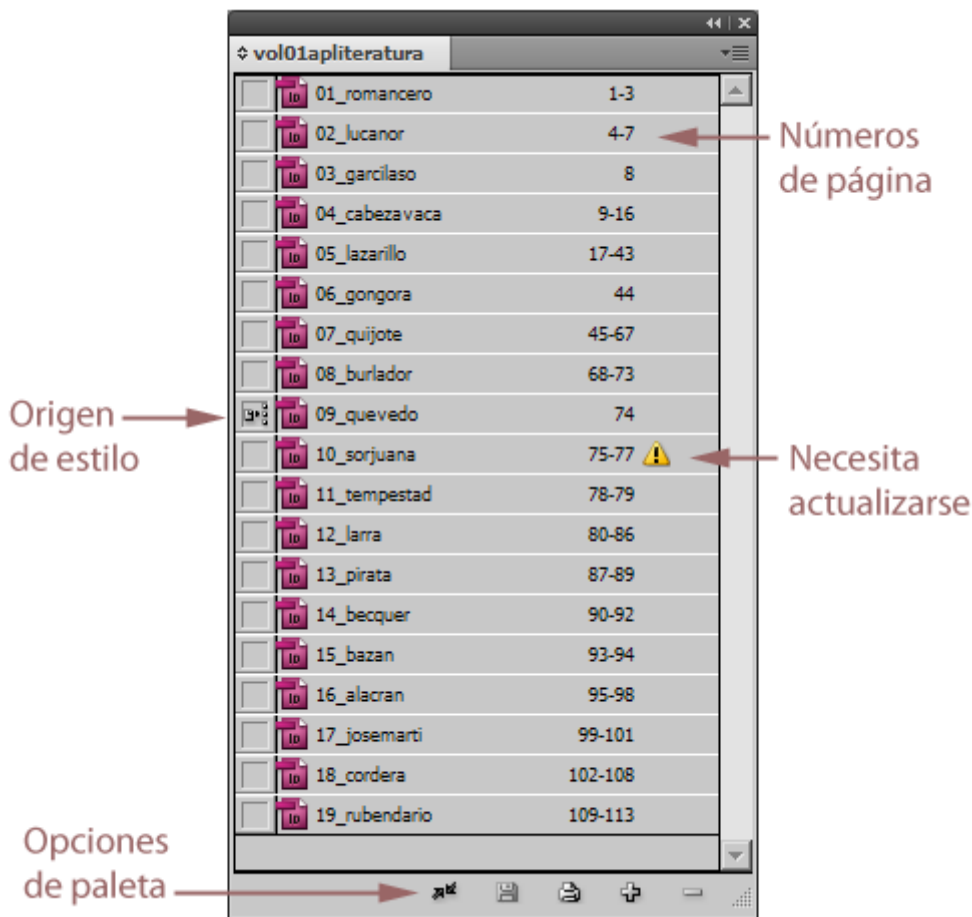 vol01apliteratura
01_romancero 1-3
02_lucanor 4-7
Números
de página
03_garcilaso 8
04_cabezavaca 9-16
05_lazarillo 17-43
06_gongora 44
07_quijote 45-67
08_burlador 68-73
Origen
de estilo
09_quevedo 74
10_sorjuana 75-77
Necesita
actualizarse
11_tempestad 78-79
12_larra 80-86
13_pirata 87-89
14_becquer 90-92
15_bazan 93-94
16_alacran 95-98
17_josemarti 99-101
18_cordera 102-108
19_rubendario 109-113
Opciones
de paleta